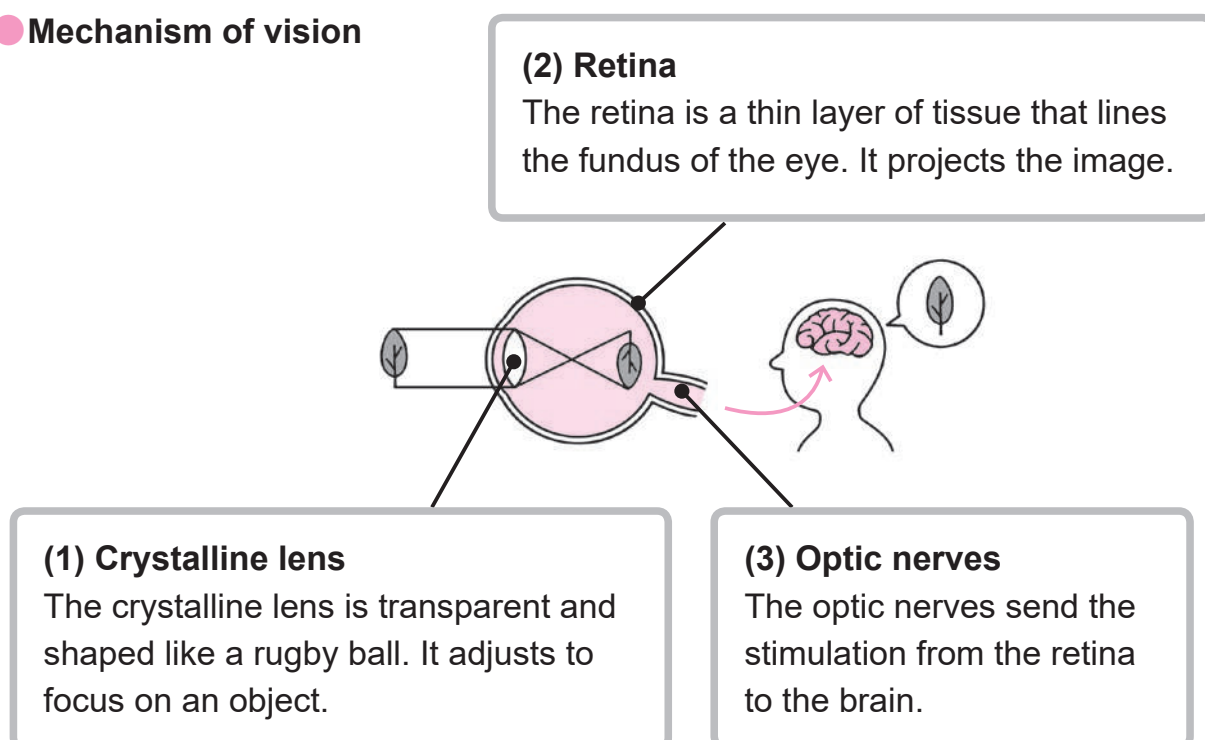 Mechanism of vision
(2) Retina
The retina is a thin layer of tissue that lines
the fundus of the eye. It projects the image.
(1) Crystalline lens
The crystalline lens is transparent and
shaped like a rugby ball. It adjusts to
focus on an object.
(3) Optic nerves
The optic nerves send the
stimulation from the retina
to the brain.